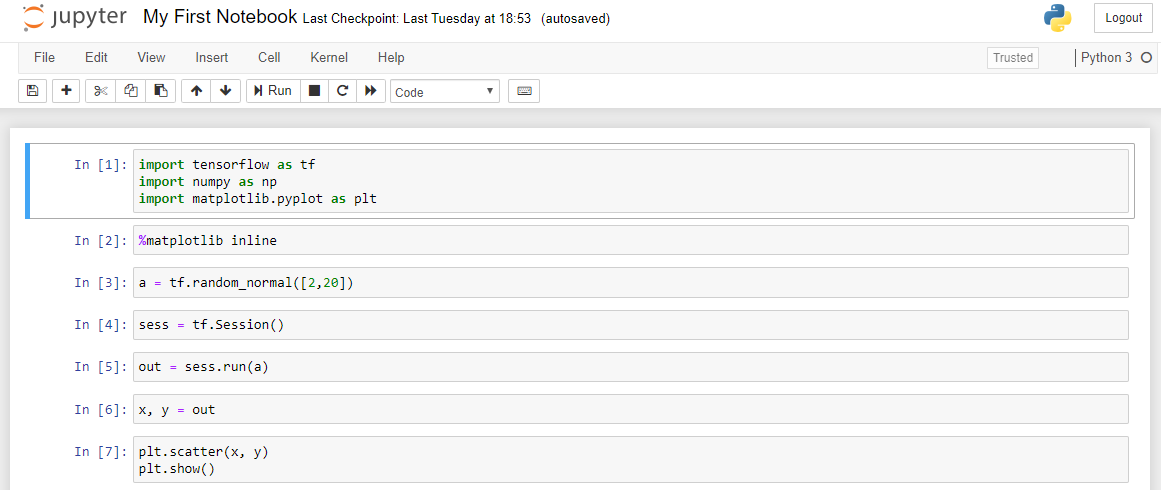 jupyter My First Notebook Last Checkpoint: Last Tuesday at 18:53 (autosaved) Logout
File Edit View Insert Cell Kernel Help Trusted Python 3
Run Code
In [1]: import tensorflow as tf
import numpy as np
import matplotlib.pyplot as plt
In [2]: %matplotlib inline
In [3]: a = tf.random_normal([2,20])
In [4]: sess = tf.Session()
In [5]: out = sess.run(a)
In [6]: x, y = out
In [7]: plt.scatter(x, y)
plt.show()